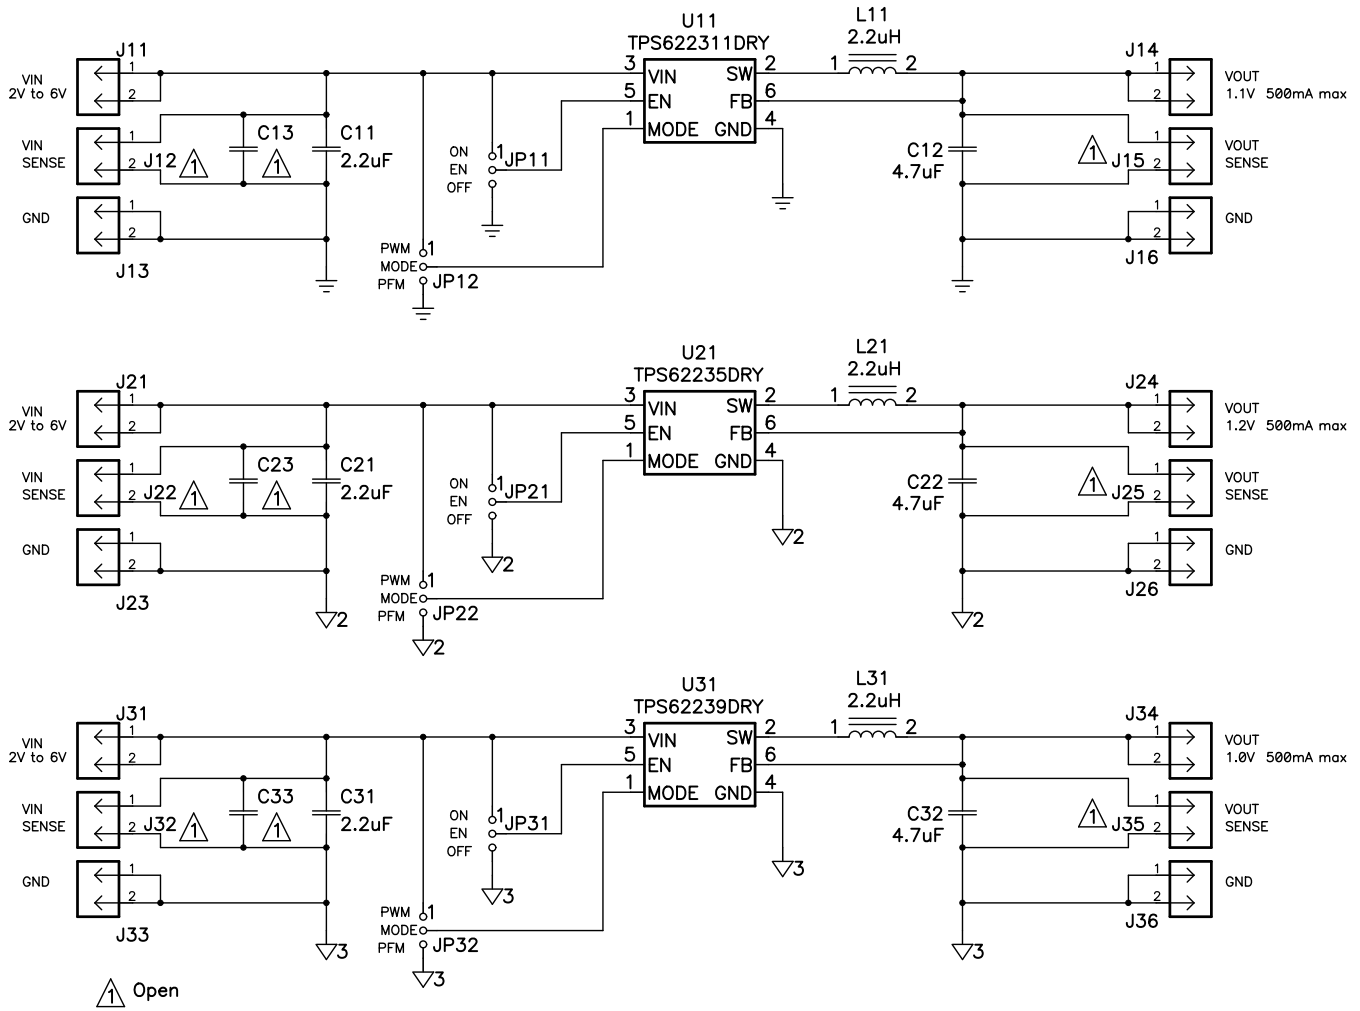 U11
TPS622311DRY
L11
2.2uH
J11
VIN
2V to 6V
1
2
VIN
SENSE
1
2
J12
1
C13
1
C11
2.2uF
GND
1
2
J13
ON
EN
OFF
1
JP11
PWM
MODE
PFM
1
JP12
3
5
1
VIN
EN
MODE
SW
FB
GND
2
6
4
1
2
C12
4.7uF
J14
1
2
VOUT
1.1V 500mA max
1
J15
1
2
VOUT
SENSE
1
2
GND
J16
U21
TPS62235DRY
L21
2.2uH
J21
VIN
2V to 6V
1
2
VIN
SENSE
1
2
J22
1
C23
1
C21
2.2uF
GND
1
2
J23
2
ON
EN
OFF
1
JP21
2
PWM
MODE
PFM
1
JP22
2
3
5
1
VIN
EN
MODE
SW
FB
GND
2
6
4
2
1
2
C22
4.7uF
2
J24
1
2
VOUT
1.2V 500mA max
1
J25
1
2
VOUT
SENSE
1
2
GND
J26
U31
TPS62239DRY
L31
2.2uH
J31
VIN
2V to 6V
1
2
VIN
SENSE
1
2
J32
1
C33
1
C31
2.2uF
GND
1
2
J33
3
ON
EN
OFF
1
JP31
3
PWM
MODE
PFM
1
JP32
3
3
5
1
VIN
EN
MODE
SW
FB
GND
2
6
4
3
1
2
C32
4.7uF
3
J34
1
2
VOUT
1.0V 500mA max
1
J35
1
2
VOUT
SENSE
1
2
GND
J36
1 Open